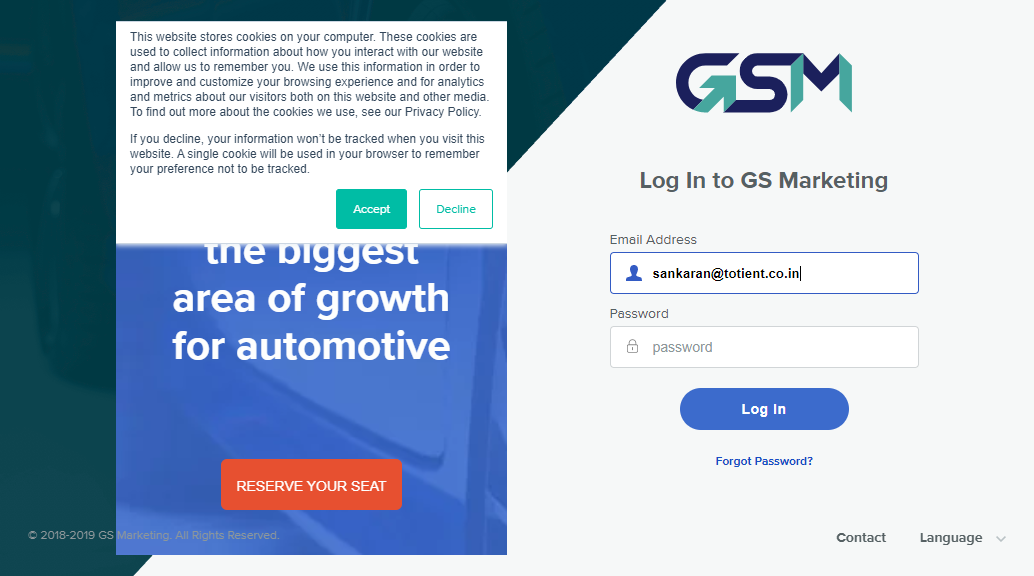 This website stores cookies on your computer. These cookies are
used to collect information about how you interact with our website
and allow us to remember you. We use this information in order to
improve and customize your browsing experience and for analytics
and metrics about our visitors both on this website and other media.
To find out more about the cookies we use, see our Privacy Policy.
If you decline, your information won't be tracked when you visit this
website. A single cookie will be used in your browser to remember
your preference not to be tracked.
Accept
Decline
the biggest
area of growth
for automotive
RESERVE YOUR SEAT
© 2018-2019 GS Marketing. All Rights Reserved.
GSM
Log In to GS Marketing
Email Address
sankaran@totient.co.in
Password
password
Log In
Forgot Password?
Contact
Language